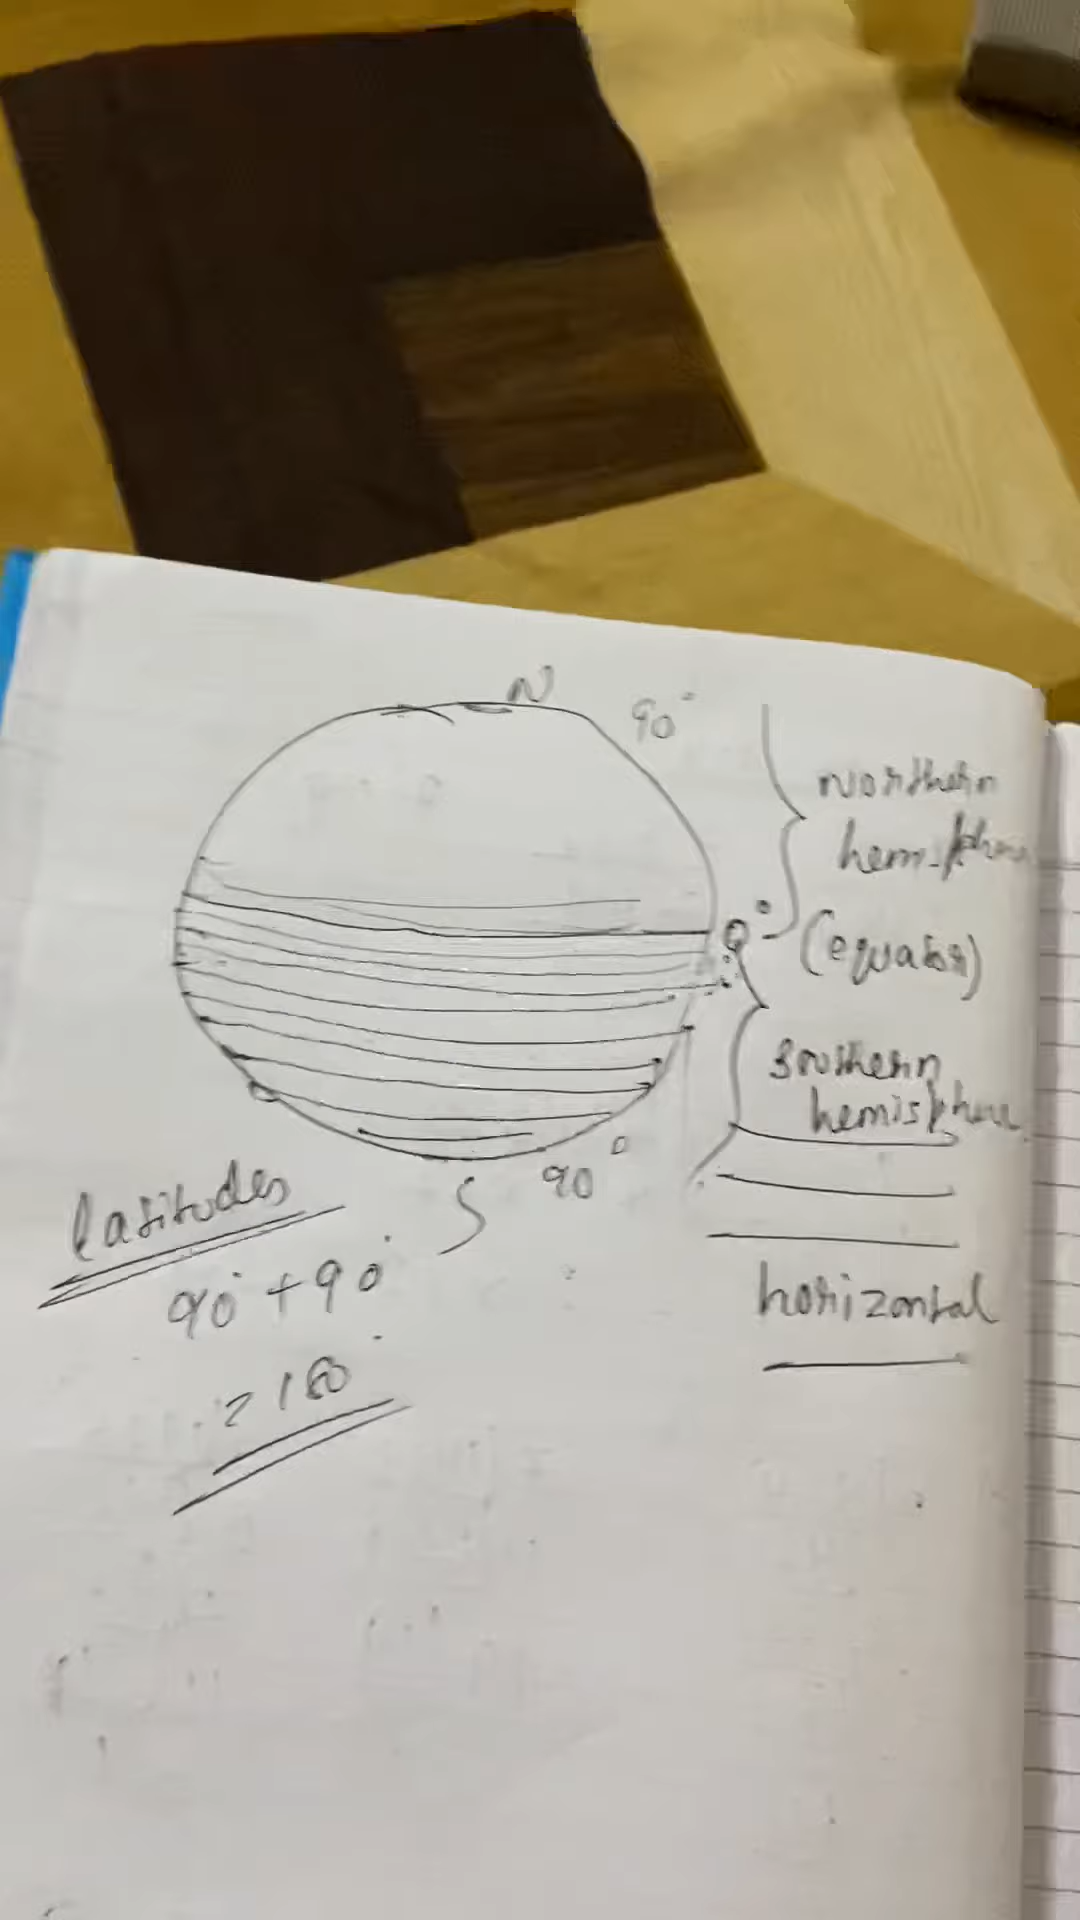 N
90°
Northern
hemisphere
0°
(equator)
Southern
hemisphere
90°
S
latitudes
90° + 90°
= 180°
horizontal